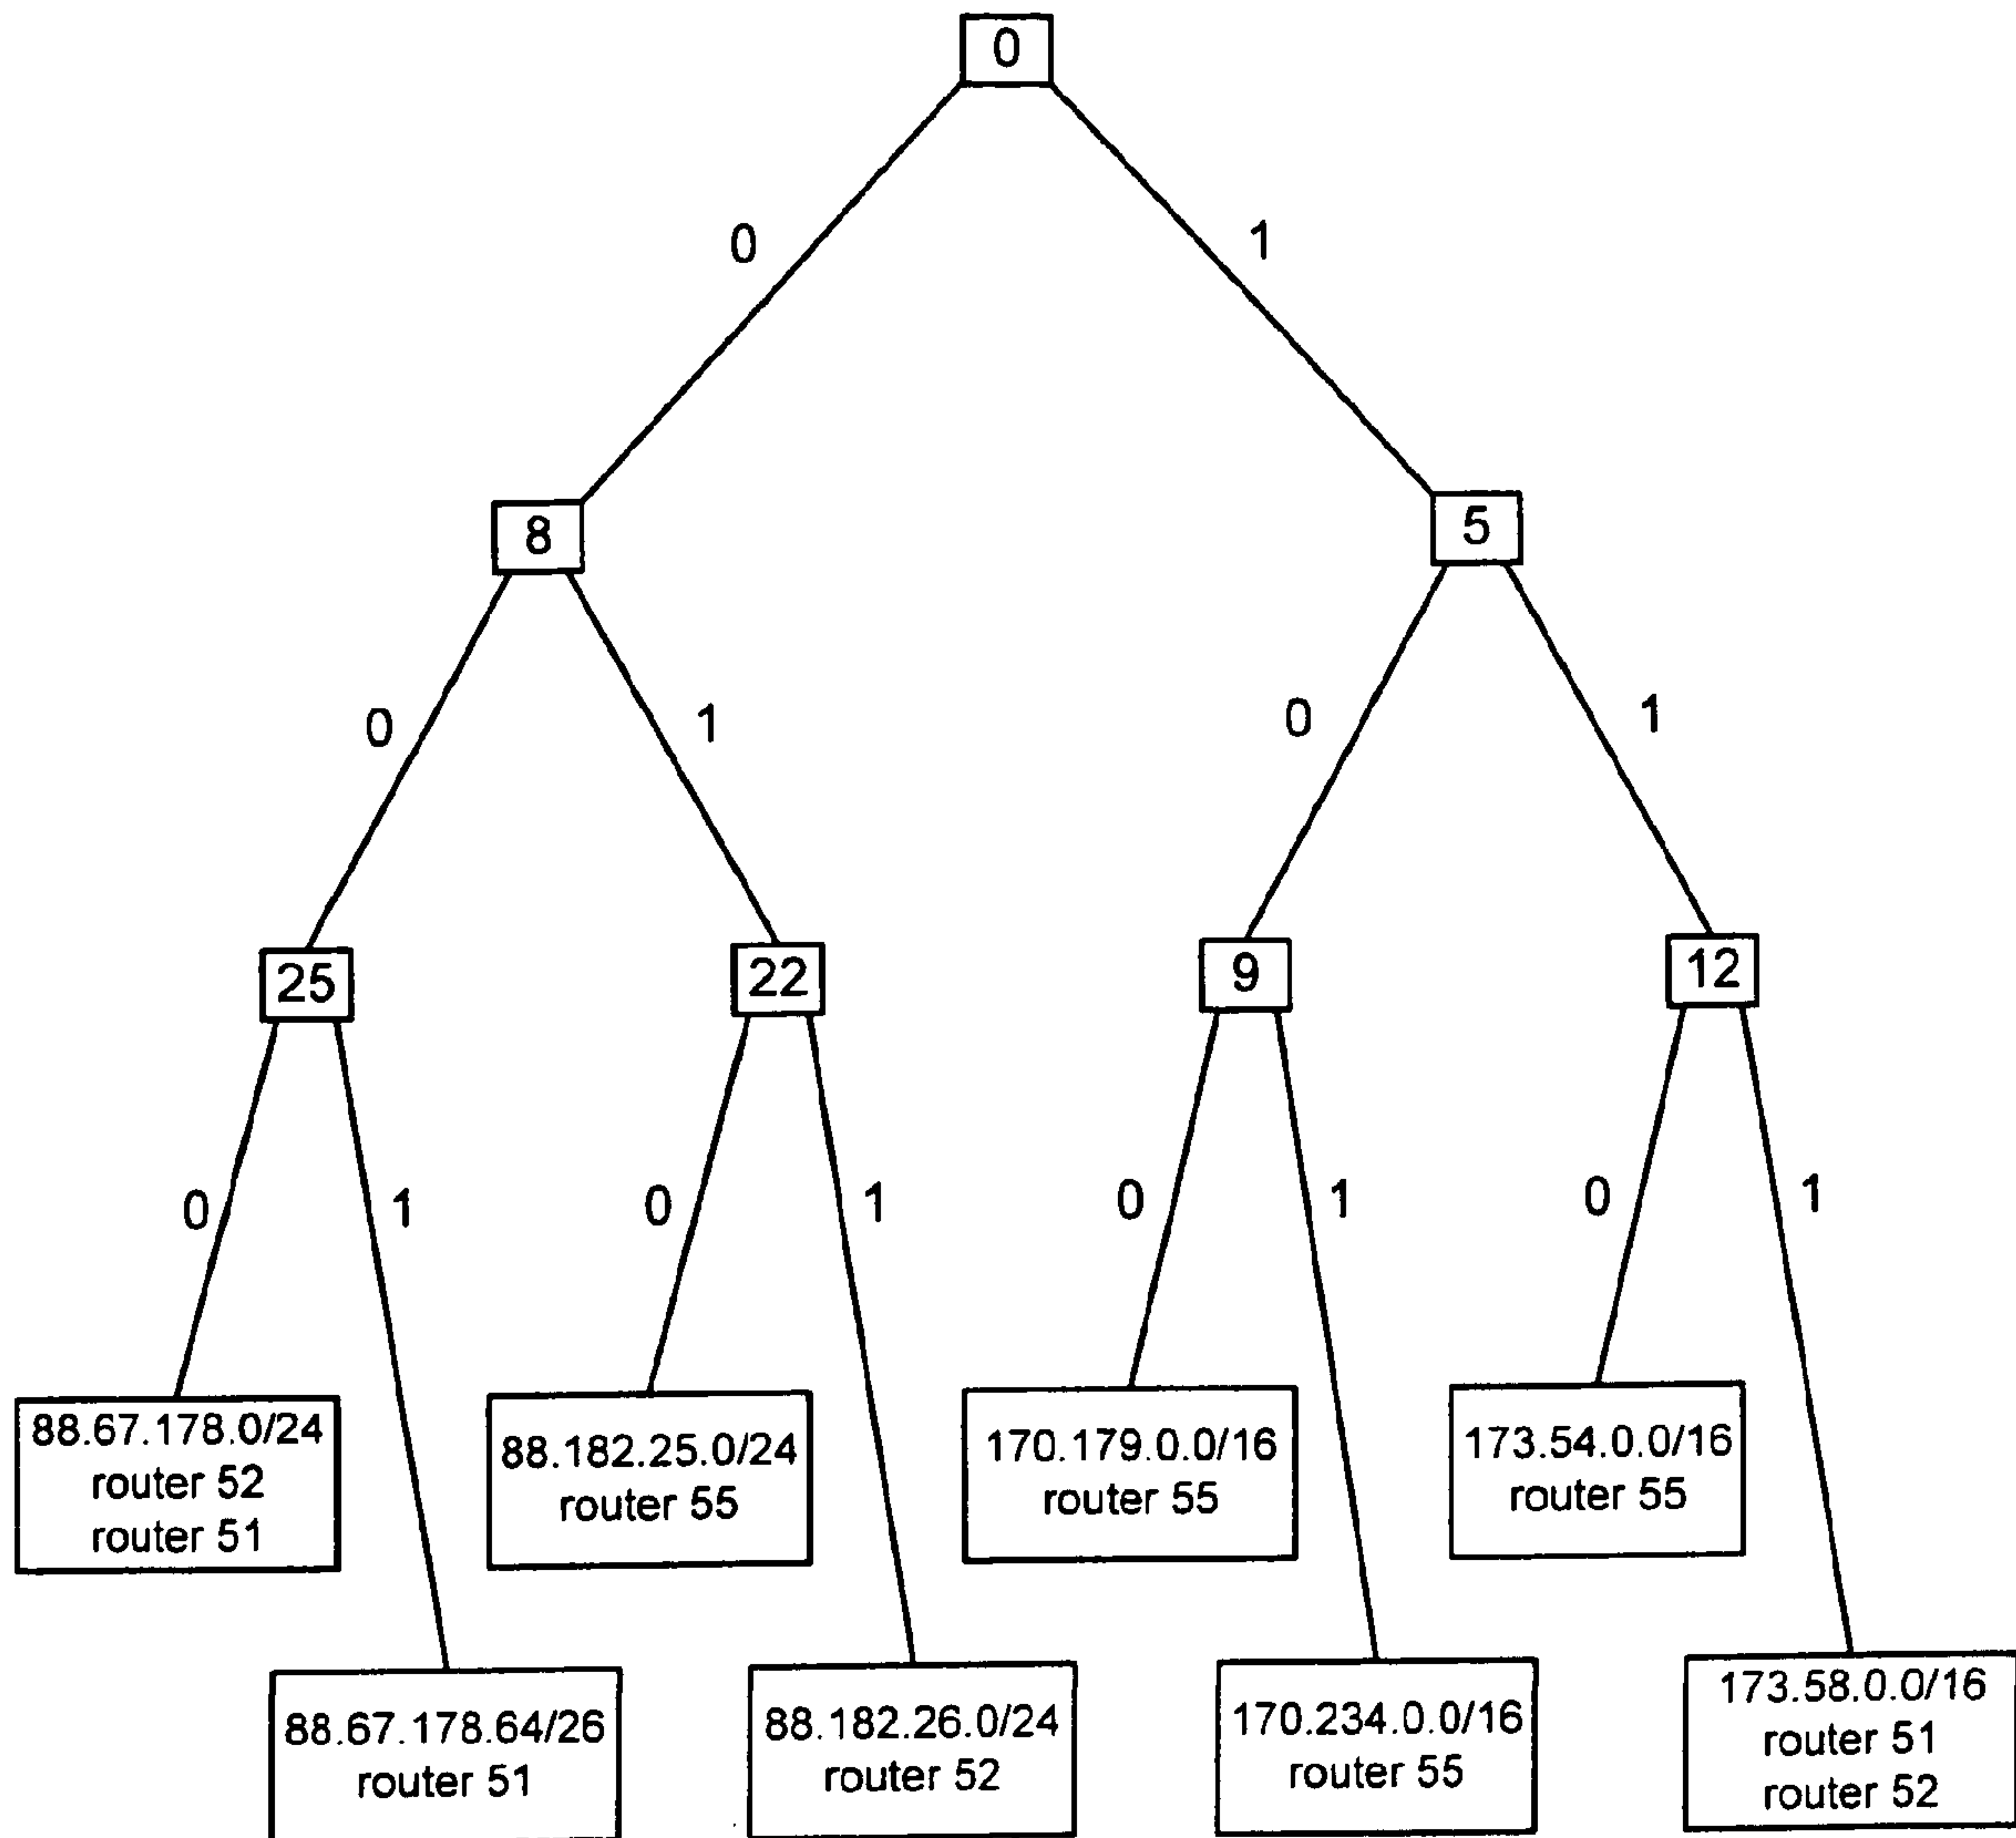 0
0
1
8
5
0
1
0
1
25
22
9
12
0
1
0
1
0
1
0
1
88.67.178.0/24
router 52
router 51
88.182.25.0/24
router 55
170.179.0.0/16
router 55
173.54.0.0/16
router 55
88.67.178.64/26
router 51
88.182.26.0/24
router 52
170.234.0.0/16
router 55
173.58.0.0/16
router 51
router 52